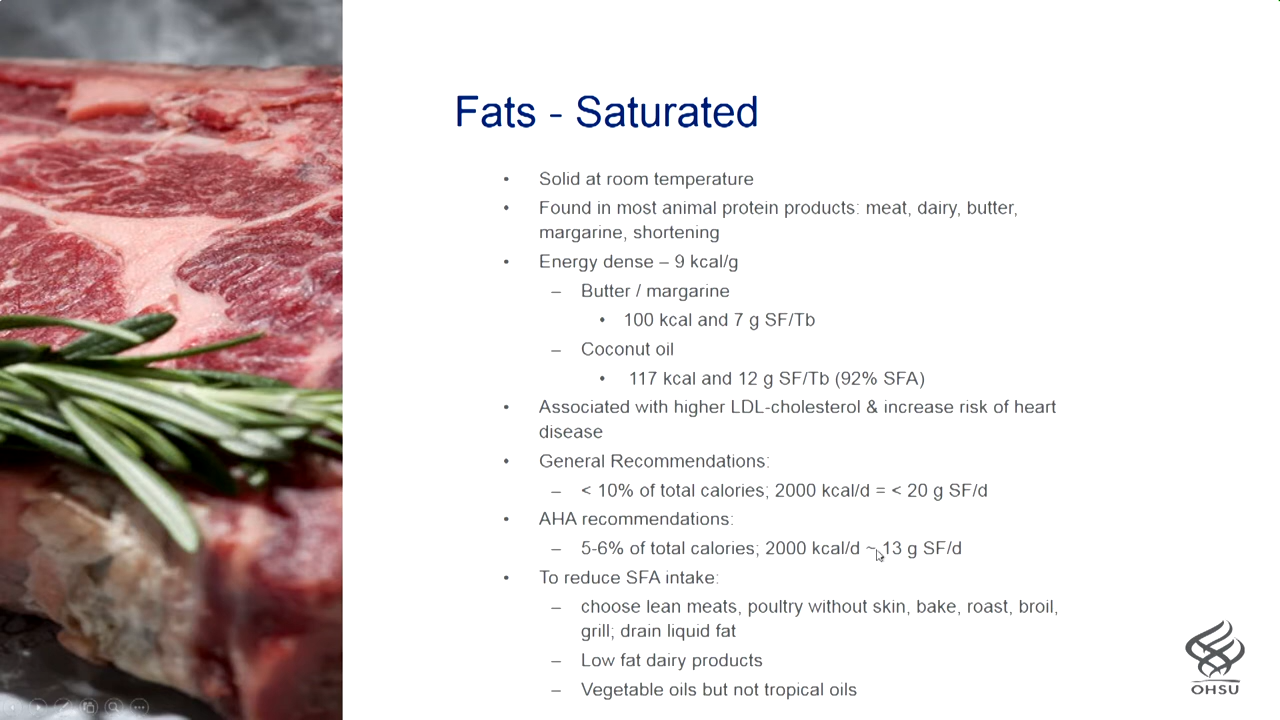 Fats - Saturated
• Solid at room temperature
• Found in most animal protein products: meat, dairy, butter,
margarine, shortening
• Energy dense – 9 kcal/g
– Butter / margarine
• 100 kcal and 7 g SF/Tb
– Coconut oil
• 117 kcal and 12 g SF/Tb (92% SFA)
• Associated with higher LDL-cholesterol & increase risk of heart
disease
• General Recommendations:
– < 10% of total calories; 2000 kcal/d = < 20 g SF/d
• AHA recommendations:
– 5-6% of total calories; 2000 kcal/d ~ 13 g SF/d
• To reduce SFA intake:
– choose lean meats, poultry without skin, bake, roast, broil,
grill; drain liquid fat
– Low fat dairy products
– Vegetable oils but not tropical oils
OHSU